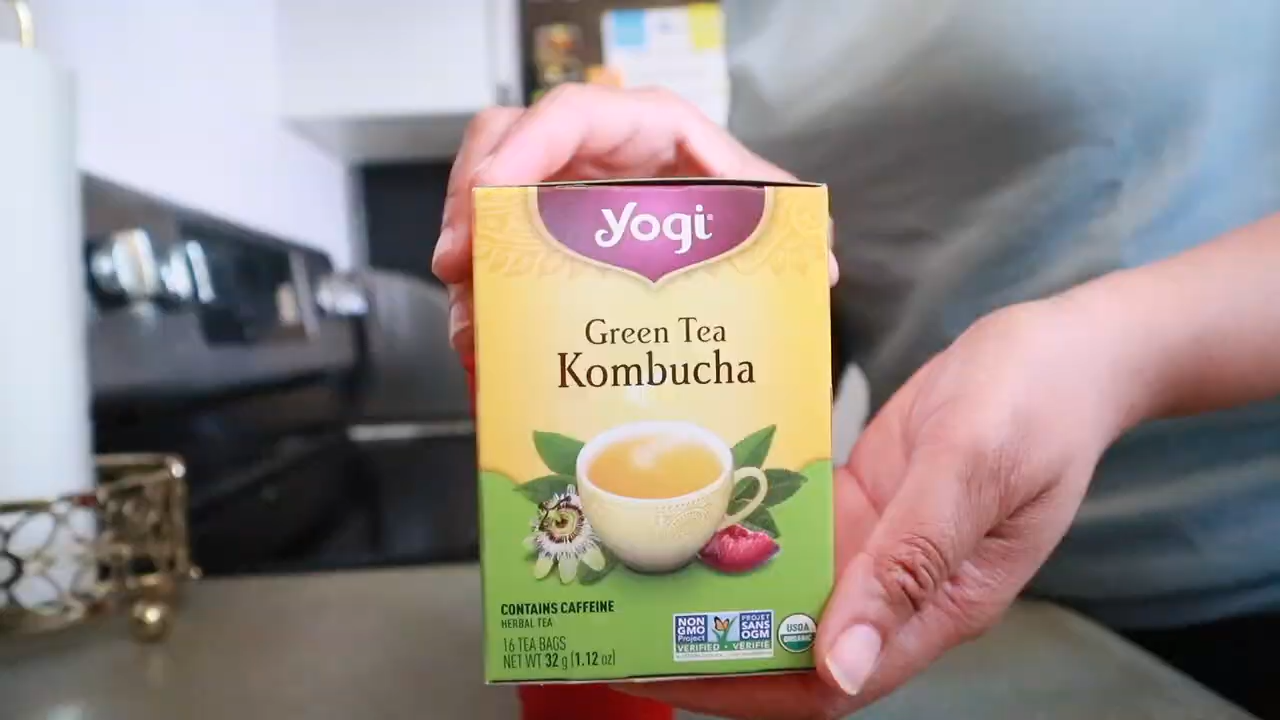 yogi
Green Tea
Kombucha
CONTAINS CAFFEINE
HERBAL TEA
16 TEA BAGS
NET WT 32 g (1.12 oz)
NON
GMO
Project
VERIFIED
PROJET
SANS
OGM
VÉRIFIÉ
USDA
ORGANIC